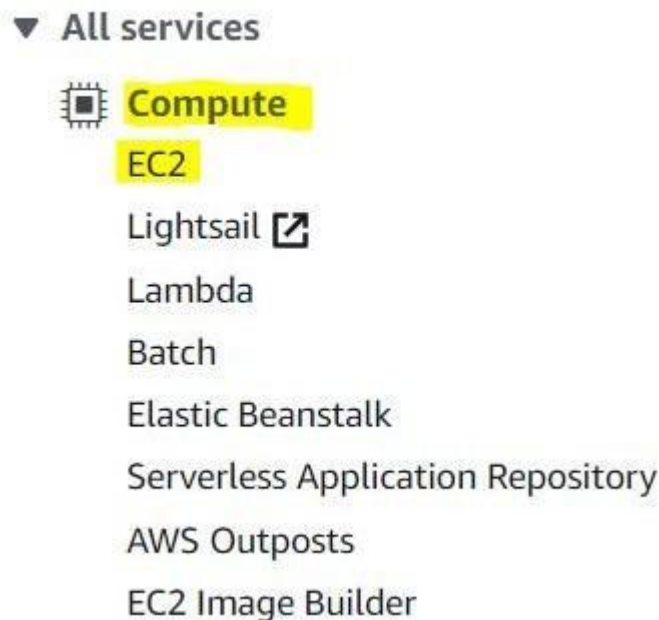 All services
Compute
EC2
Lightsail
Lambda
Batch
Elastic Beanstalk
Serverless Application Repository
AWS Outposts
EC2 Image Builder